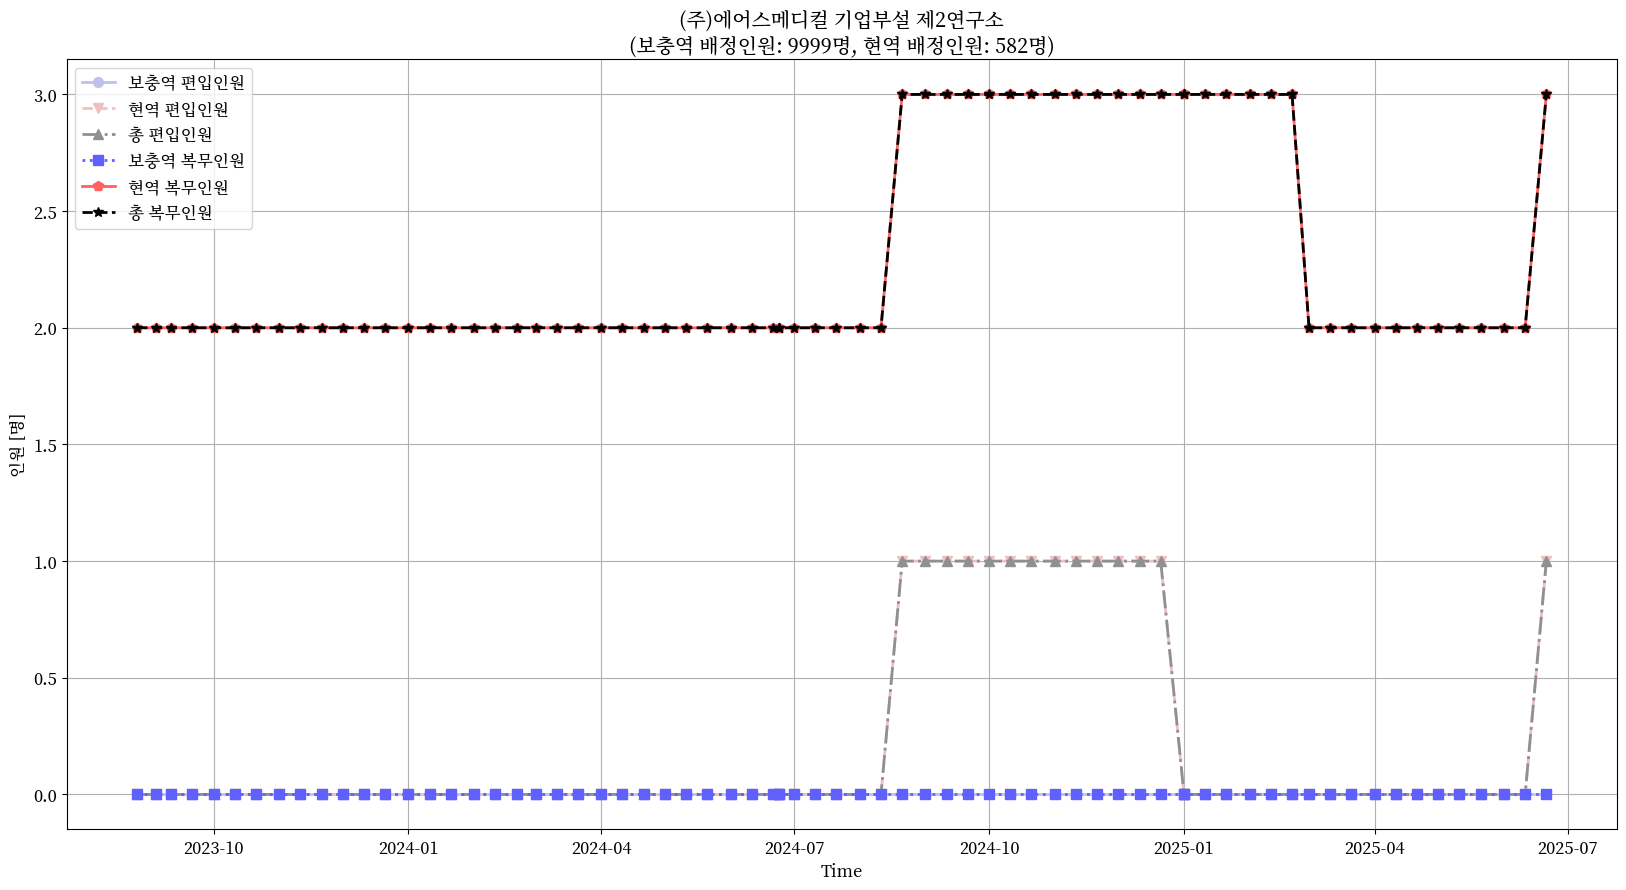 (주)에어스메디컬 기업부설 제2연구소
(보충역 배정인원: 9999명, 현역 배정인원: 582명)
보충역 편입인원
현역 편입인원
총 편입인원
보충역 복무인원
현역 복무인원
총 복무인원
3.0
2.5
2.0
1.5
1.0
0.5
0.0
인원 [명]
2023-10
2024-01
2024-04
2024-07
2024-10
2025-01
2025-04
2025-07
Time